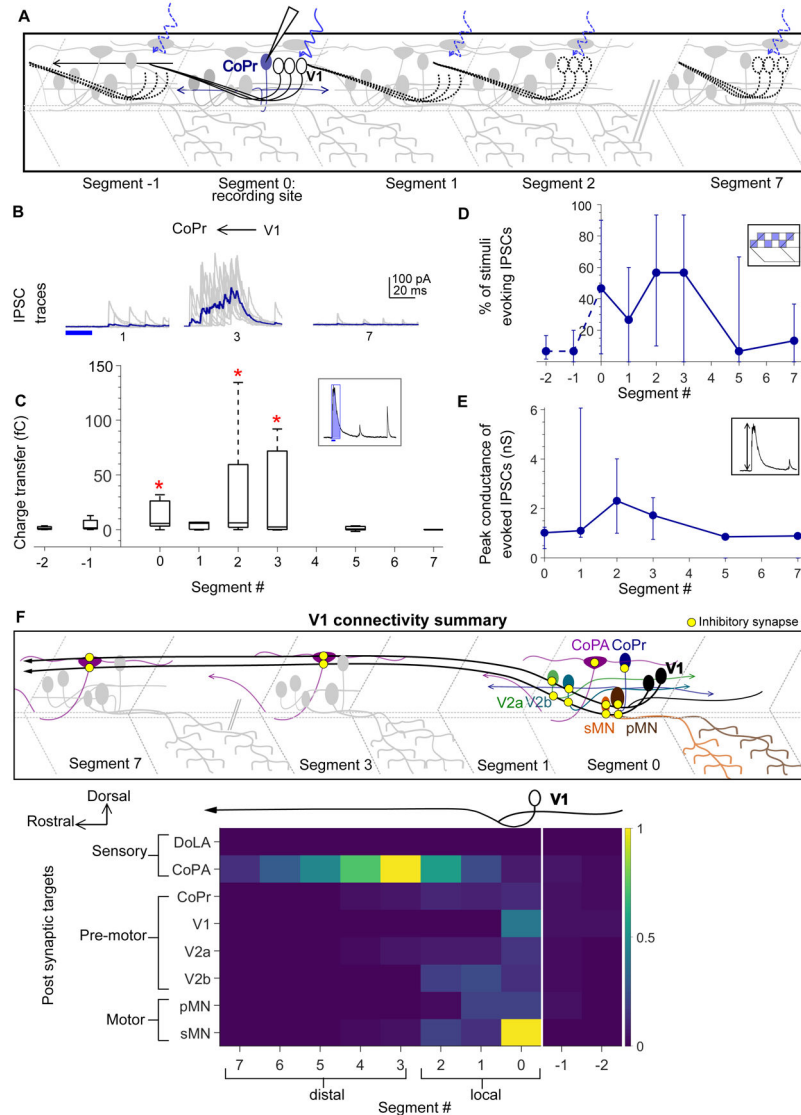 A
CoPr
V1
Segment -1
Segment 0:
recording site
Segment 1
Segment 2
Segment 7
B
CoPr
V1
IPSC
traces
100 pA
20 ms
1
3
7
C
Charge transfer (fC)
150
100
50
0
*
*
*
-2
-1
0
1
2
3
4
5
6
7
Segment #
D
% of stimuli
evoking IPSCs
100
80
60
40
20
-2
-1
0
1
2
3
4
5
7
Segment #
E
Peak conductance of
evoked IPSCs (nS)
6
4
2
0
0
1
2
3
4
5
6
7
Segment #
F
V1 connectivity summary
Inhibitory synapse
CoPA
CoPr
V1
V2a
V2b
sMN
pMN
Segment 7
Segment 3
Segment 1
Segment 0
Dorsal
Rostral
V1
Post synaptic targets
Sensory
Pre-motor
Motor
DoLA
CoPA
CoPr
V1
V2a
V2b
pMN
sMN
1
0.5
0
7
6
5
4
3
2
1
0
-1
-2
distal
local
Segment #